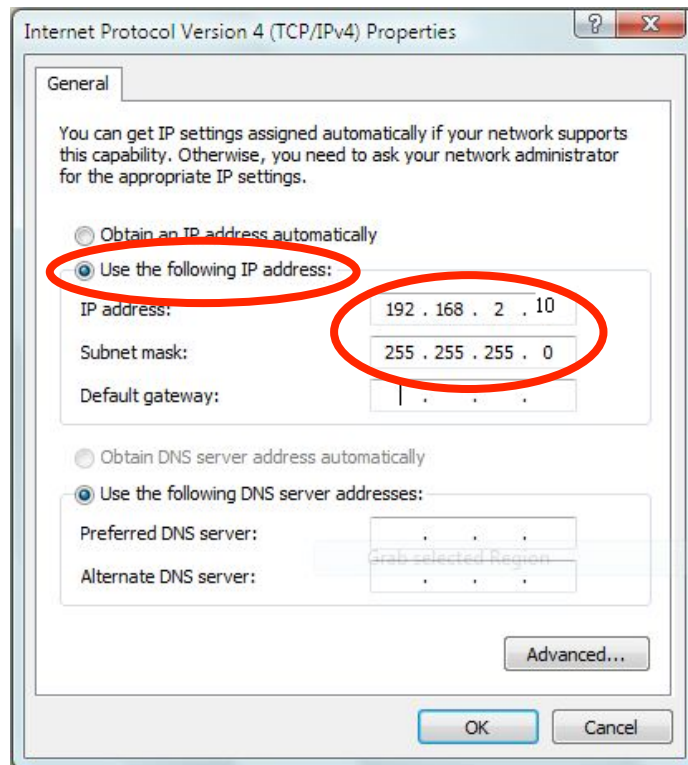 Internet Protocol Version 4 (TCP/IPv4) Properties
General
You can get IP settings assigned automatically if your network supports
this capability. Otherwise, you need to ask your network administrator
for the appropriate IP settings.
Obtain an IP address automatically
Use the following IP address:
IP address: 192 . 168 . 2 . 10
Subnet mask: 255 . 255 . 255 . 0
Default gateway: . . .
Obtain DNS server address automatically
Use the following DNS server addresses:
Preferred DNS server: . . .
Grab selected Region
Alternate DNS server: . . .
Advanced...
OK Cancel